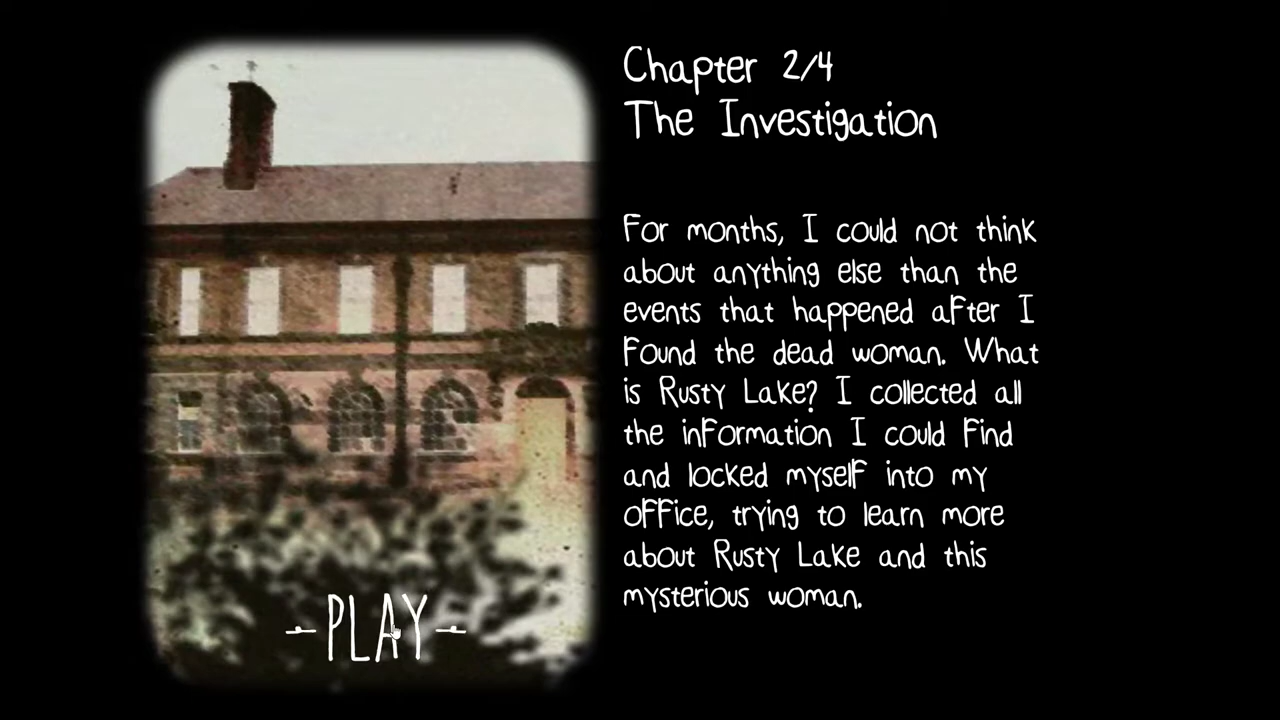 Chapter 2/4
The Investigation
For months, I could not think
about anything else than the
events that happened after I
found the dead woman. What
is Rusty Lake? I collected all
the information I could find
and locked myself into my
office, trying to learn more
about Rusty Lake and this
mysterious woman.
PLAY